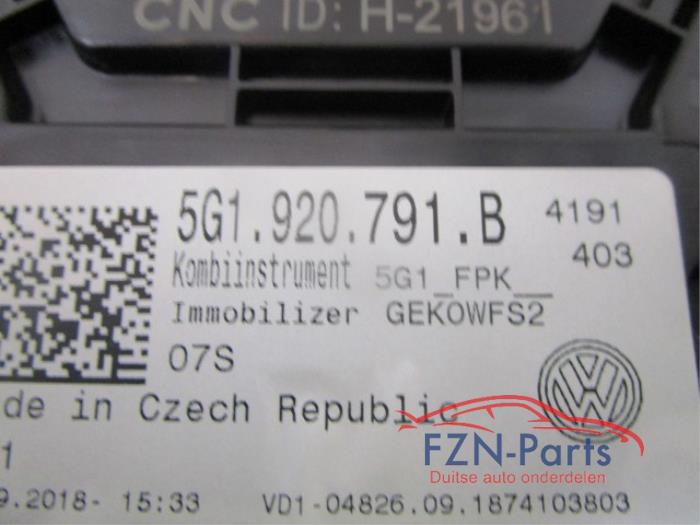 CNC ID: H-21961
5G1.920.791.B 4191
403
Kombiinstrument 5G1_FPK__
Immobilizer GEKOWFS2
07S
de in Czech Republic
1
9.2018- 15:33 VD1-04826.09.1874103803
FZN-Parts
Duitse auto onderdelen